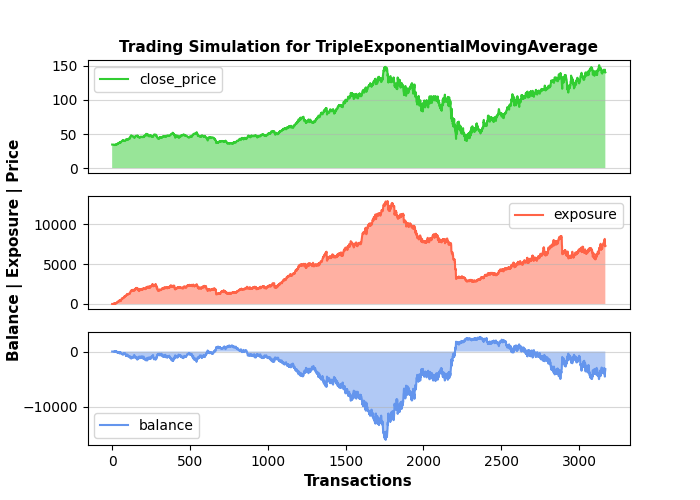 Trading Simulation for TripleExponentialMovingAverage
Balance | Exposure | Price
150
100
50
0
close_price
10000
5000
0
exposure
0
−10000
balance
0 500 1000 1500 2000 2500 3000
Transactions